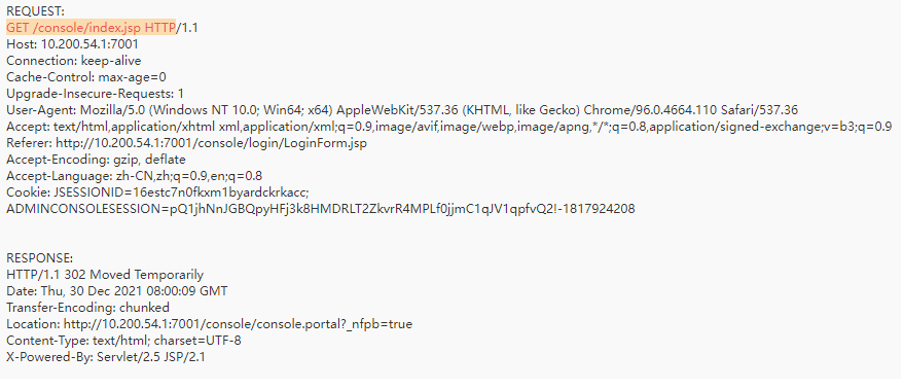 REQUEST:
GET /console/index.jsp HTTP/1.1
Host: 10.200.54.1:7001
Connection: keep-alive
Cache-Control: max-age=0
Upgrade-Insecure-Requests: 1
User-Agent: Mozilla/5.0 (Windows NT 10.0; Win64; x64) AppleWebKit/537.36 (KHTML, like Gecko) Chrome/96.0.4664.110 Safari/537.36
Accept: text/html,application/xhtml xml,application/xml;q=0.9,image/avif,image/webp,image/apng,*/*;q=0.8,application/signed-exchange;v=b3;q=0.9
Referer: http://10.200.54.1:7001/console/login/LoginForm.jsp
Accept-Encoding: gzip, deflate
Accept-Language: zh-CN,zh;q=0.9,en;q=0.8
Cookie: JSESSIONID=16estc7n0fkxm1byardckrkacc;
ADMINCONSOLESESSION=pQ1jhNnJGBQpyHFj3k8HMDRLT2ZkvrR4MPLf0jjmC1qJV1qpfvQ2!-1817924208
RESPONSE:
HTTP/1.1 302 Moved Temporarily
Date: Thu, 30 Dec 2021 08:00:09 GMT
Transfer-Encoding: chunked
Location: http://10.200.54.1:7001/console/console.portal?_nfpb=true
Content-Type: text/html; charset=UTF-8
X-Powered-By: Servlet/2.5 JSP/2.1